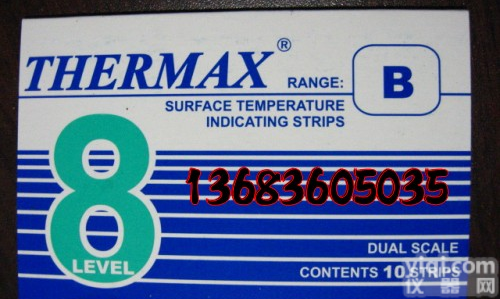 THERMAX®
RANGE: B
SURFACE TEMPERATURE
INDICATING STRIPS
8
LEVEL
13683605035
DUAL SCALE
CONTENTS 10 STRIPS
yiqi.com
仪器网